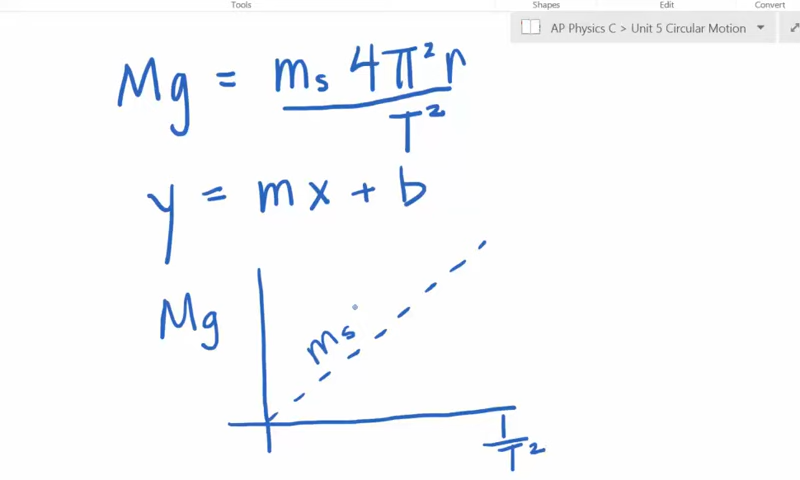 Tools Shapes Edit Convert
AP Physics C > Unit 5 Circular Motion
Mg = ms 4π²r
T²
y = mx + b
Mg
ms
1
T²